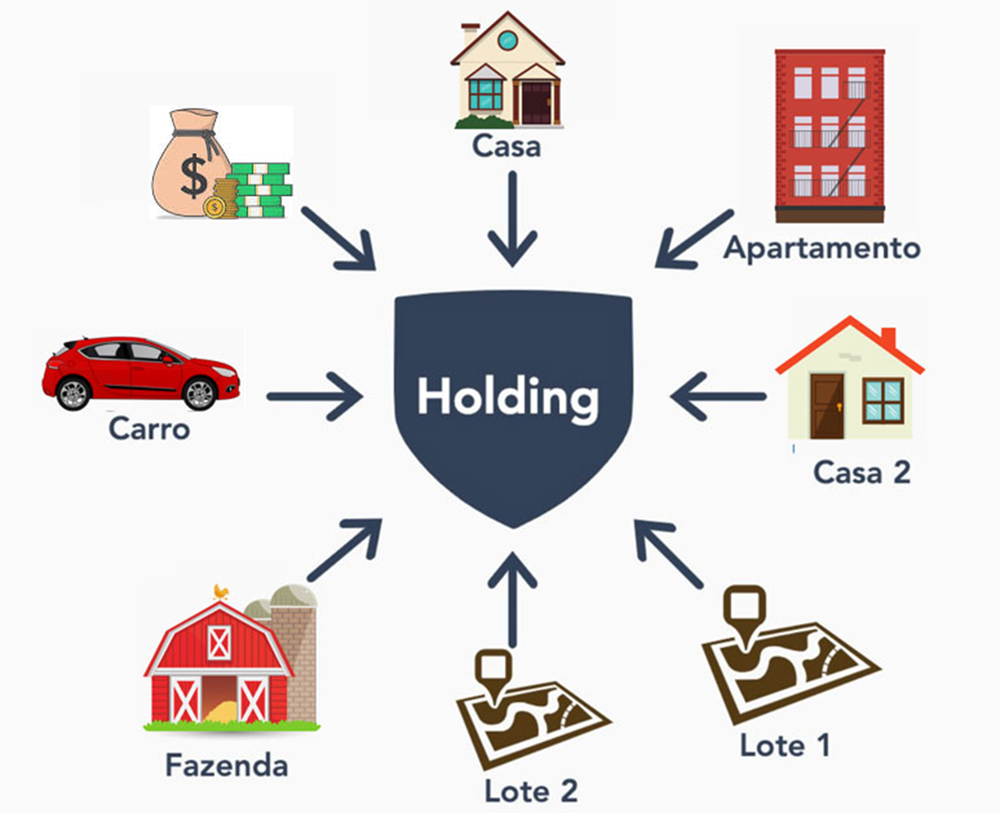 Casa
$
$
Apartamento
Holding
Carro
Casa 2
Fazenda
Lote 1
Lote 2